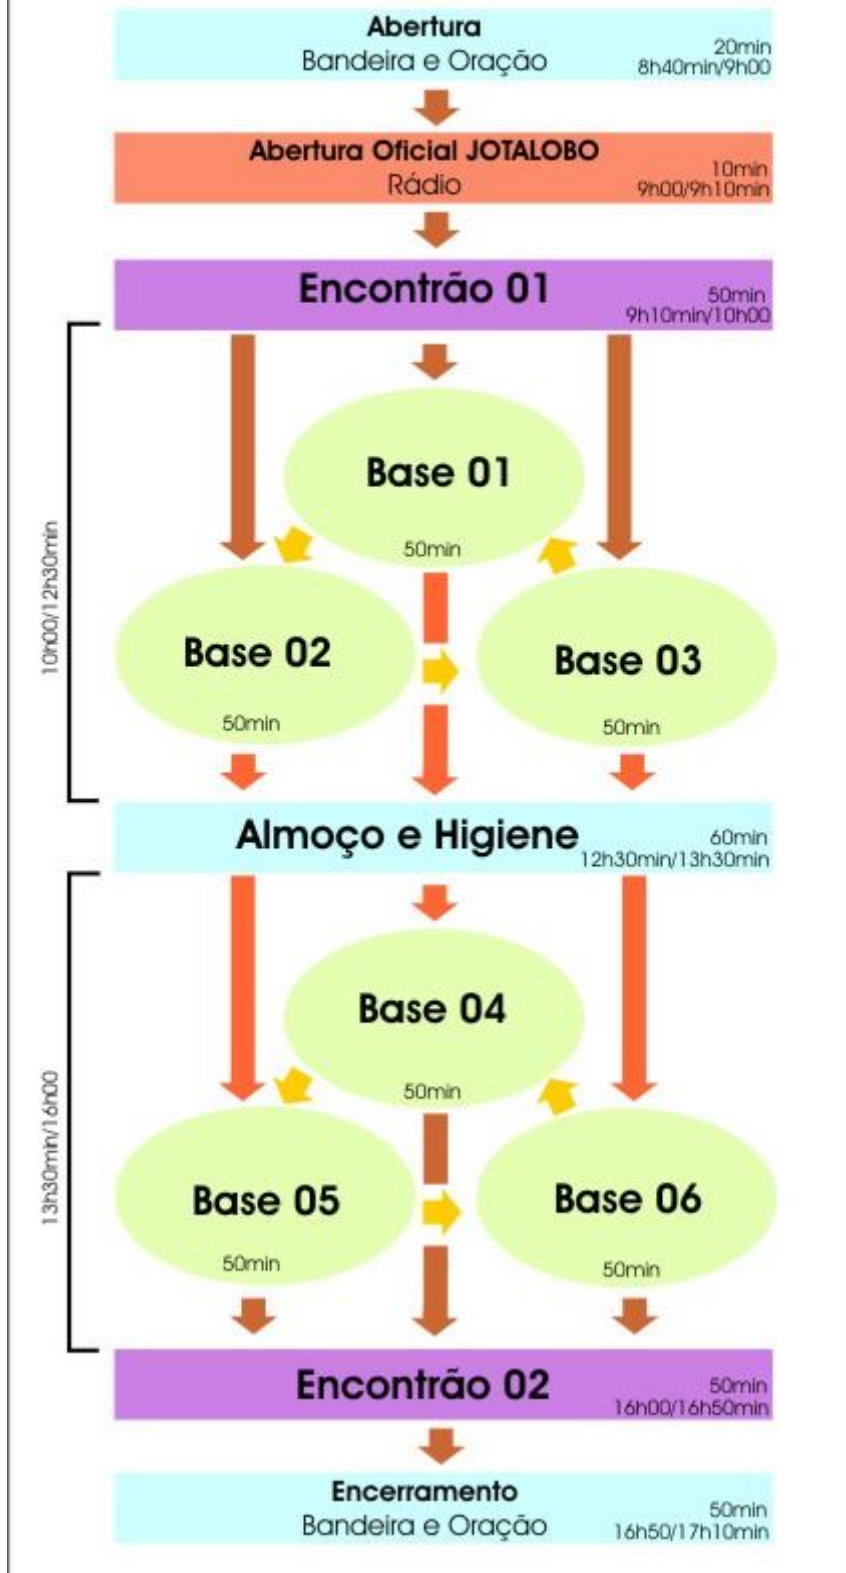 Abertura
Bandeira e Oração
20min
8h40min/9h00
Abertura Oficial JOTALOBO
Rádio
10min
9h00/9h10min
Encontrão 01
50min
9h10min/10h00
10h00/12h30min
Base 01
50min
Base 02
50min
Base 03
50min
Almoço e Higiene
60min
12h30min/13h30min
13h30min/16h00
Base 04
50min
Base 05
50min
Base 06
50min
Encontrão 02
50min
16h00/16h50min
Encerramento
Bandeira e Oração
50min
16h50/17h10min